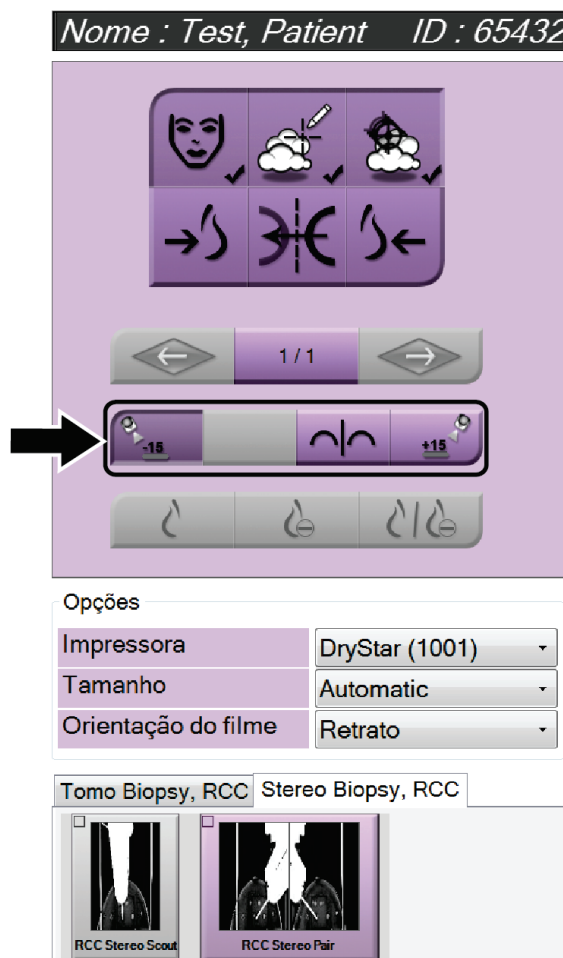 Nome : Test, Patient ID : 65432
1 / 1
-15
+15
Opções
Impressora DryStar (1001)
Tamanho Automatic
Orientação do filme Retrato
Tomo Biopsy, RCC Stereo Biopsy, RCC
RCC Stereo Scout RCC Stereo Pair